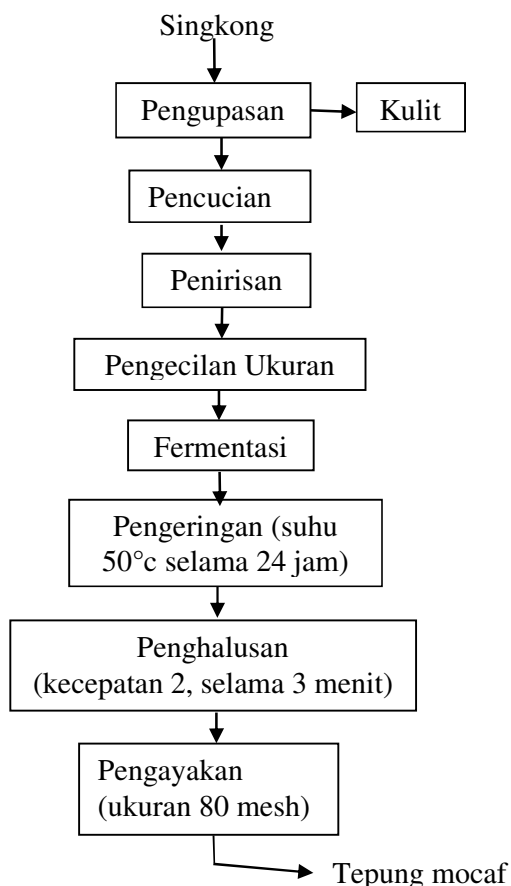 Singkong
Pengupasan
Kulit
Pencucian
Penirisan
Pengecilan Ukuran
Fermentasi
Pengeringan (suhu
50°c selama 24 jam)
Penghalusan
(kecepatan 2, selama 3 menit)
Pengayakan
(ukuran 80 mesh)
Tepung mocaf